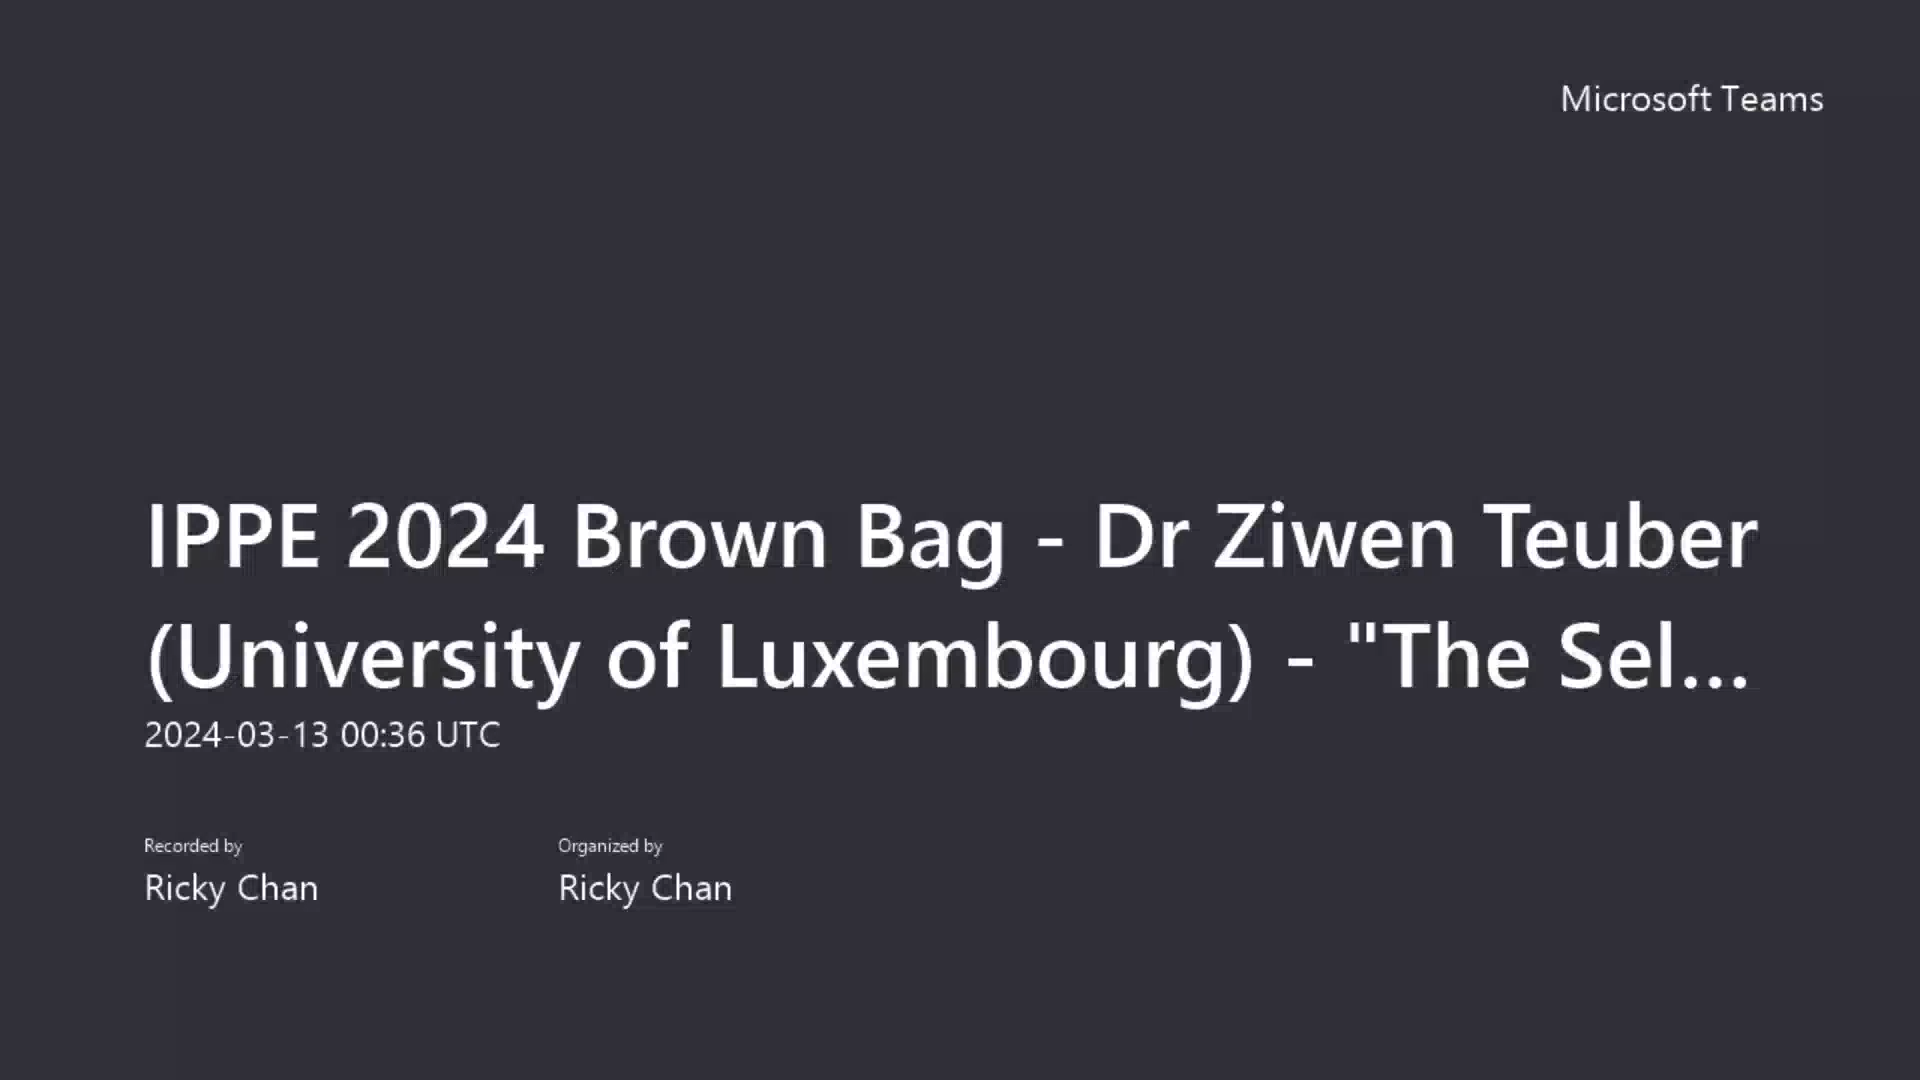 Microsoft Teams
IPPE 2024 Brown Bag - Dr Ziwen Teuber
(University of Luxembourg) - "The Sel...
2024-03-13 00:36 UTC
Recorded by
Ricky Chan
Organized by
Ricky Chan